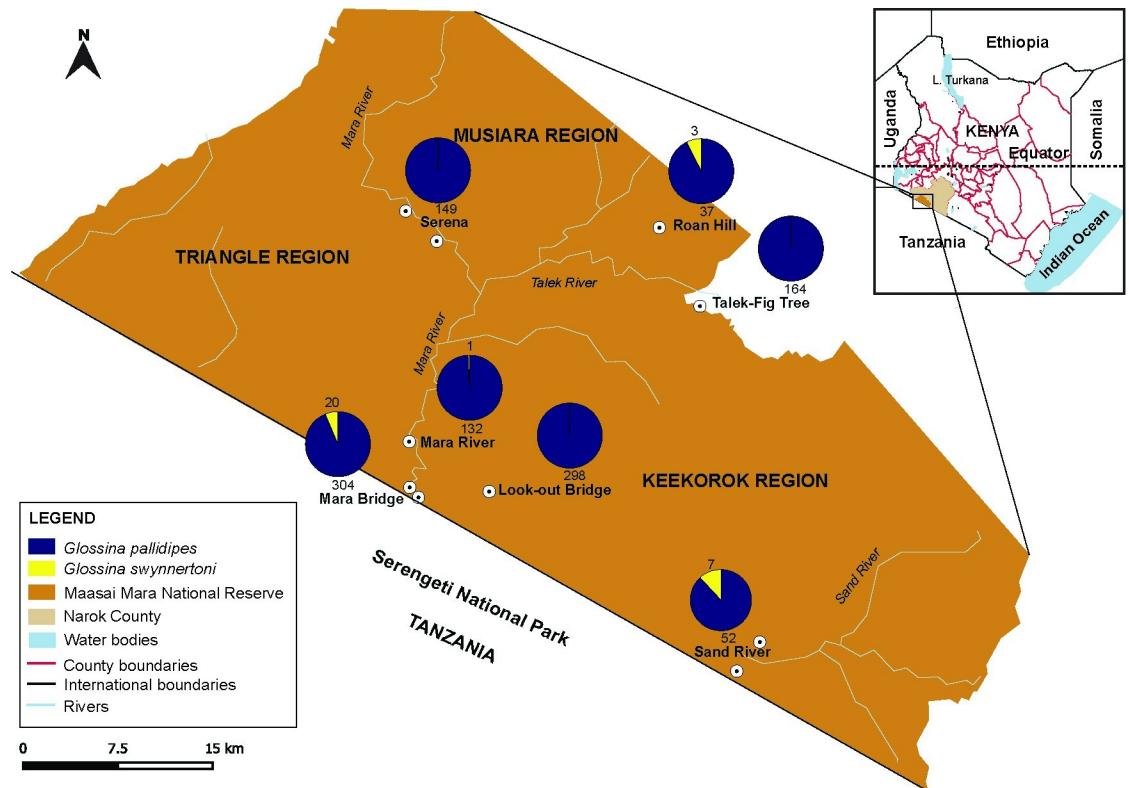 N
Mara River
MUSIARA REGION
149
Serena
3
37
Roan Hill
164
Talek-Fig Tree
TRIANGLE REGION
Talek River
Mara River
1
132
Mara River
20
304
Mara Bridge
298
Look-out Bridge
KEEKOROK REGION
7
52
Sand River
Sand River
Serengeti National Park
TANZANIA
Ethiopia
L. Turkana
Uganda
KENYA
Somalia
Equator
Tanzania
Indian Ocean
LEGEND
Glossina pallidipes
Glossina swynnertoni
Maasai Mara National Reserve
Narok County
Water bodies
County boundaries
International boundaries
Rivers
0 7.5 15 km